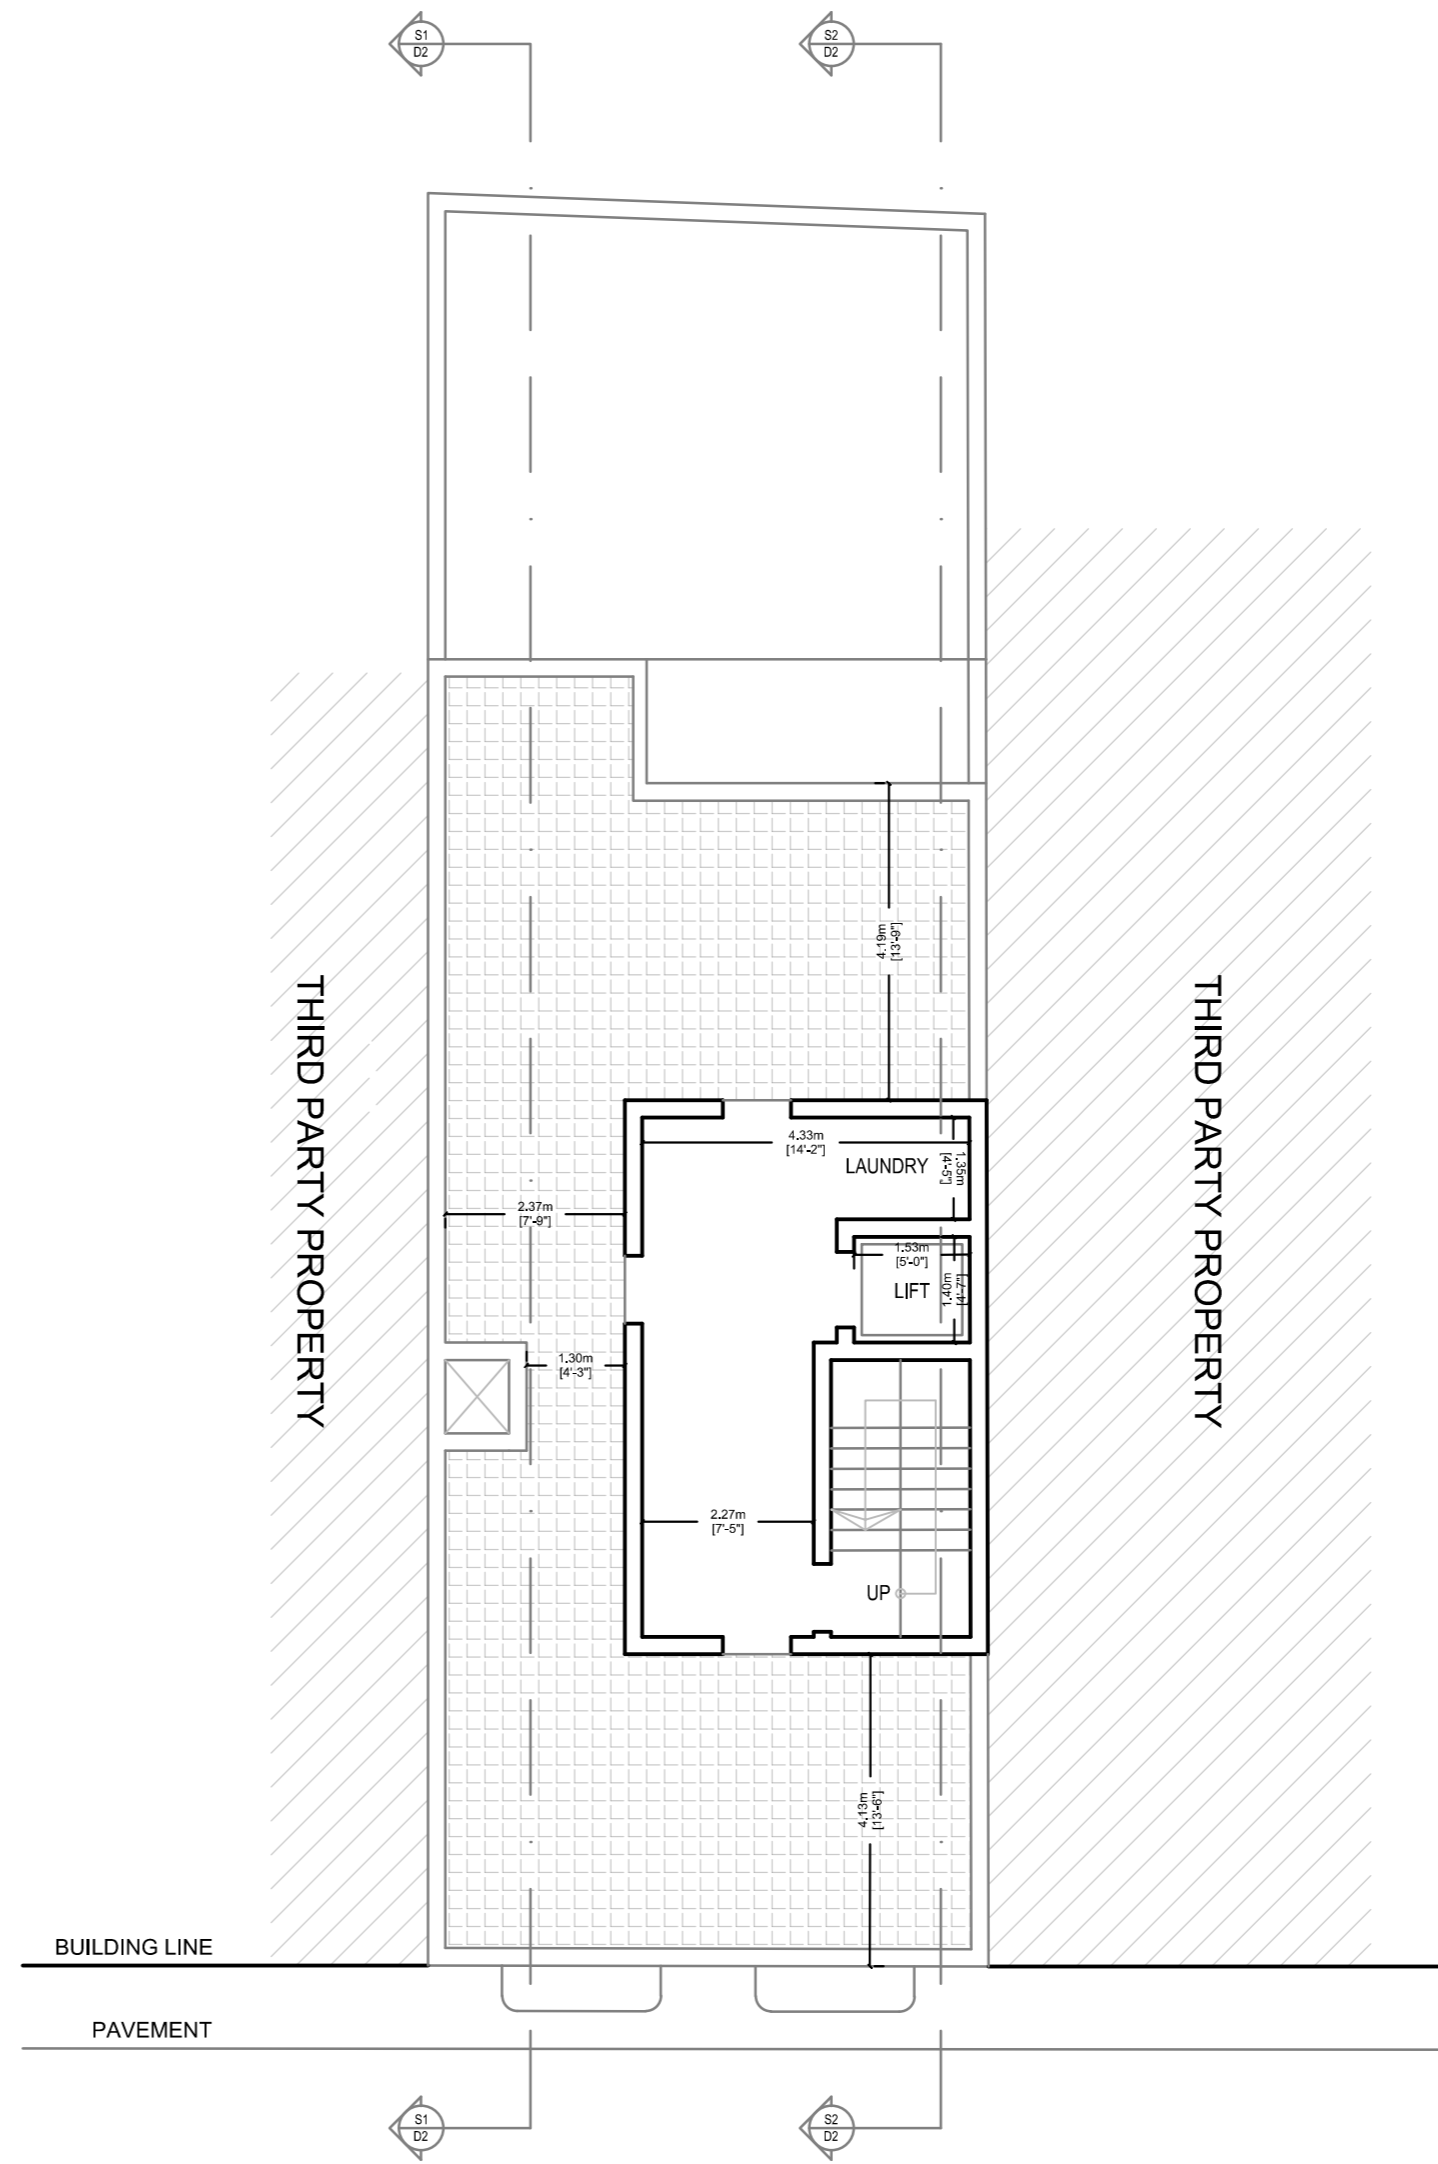 S1
D2
S2
D2
4.19m
[13'-9"]
THIRD PARTY PROPERTY
THIRD PARTY PROPERTY
4.33m
[14'-2"]
LAUNDRY
1.35m
[4'-5"]
2.37m
[7'-9"]
1.53m
[5'-0"]
LIFT
1.40m
[4'-7"]
1.30m
[4'-3"]
2.27m
[7'-5"]
UP
4.13m
[13'-6"]
BUILDING LINE
PAVEMENT
S1
D2
S2
D2